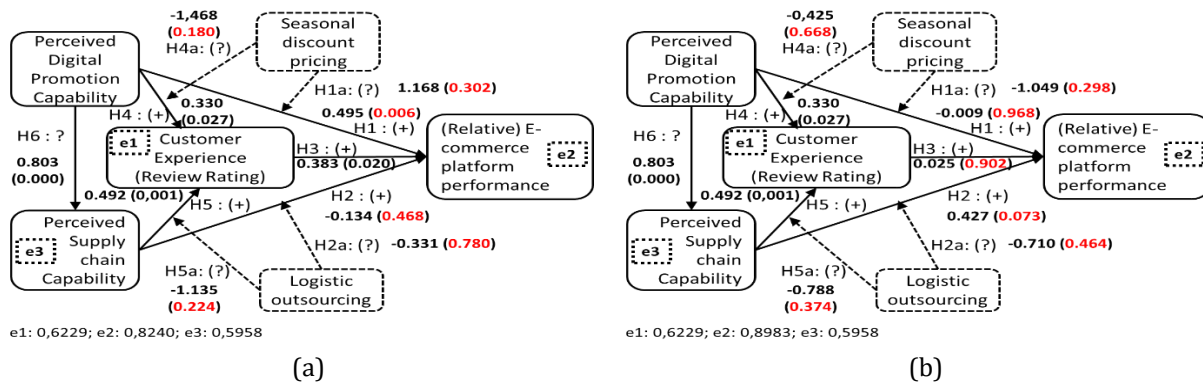 -1,468
(0.180)
H4a: (?)
Perceived
Digital
Promotion
Capability
Seasonal
discount
pricing
H1a: (?)
1.168 (0.302)
0.495 (0.006)
H1 : (+)
H4 : (+)
0.330
(0.027)
H6 : ?
0.803
(0.000)
e1
Customer
Experience
(Review Rating)
H3 : (+)
0.383 (0.020)
(Relative) E-
commerce
platform
performance
e2
0.492 (0,001)
H5 : (+)
H2 : (+)
-0.134 (0.468)
H2a: (?)
-0.331 (0.780)
e3
Perceived
Supply
chain
Capability
H5a: (?)
-1.135
(0.224)
Logistic
outsourcing
e1: 0,6229; e2: 0,8240; e3: 0,5958
(a)
-0,425
(0.668)
H4a: (?)
Perceived
Digital
Promotion
Capability
Seasonal
discount
pricing
H1a: (?)
-1.049 (0.298)
-0.009 (0.968)
H1 : (+)
H4 : (+)
0.330
(0.027)
H6 : ?
0.803
(0.000)
e1
Customer
Experience
(Review Rating)
H3 : (+)
0.025 (0.902)
(Relative) E-
commerce
platform
performance
e2
0.492 (0,001)
H5 : (+)
H2 : (+)
0.427 (0.073)
H2a: (?)
-0.710 (0.464)
e3
Perceived
Supply
chain
Capability
H5a: (?)
-0.788
(0.374)
Logistic
outsourcing
e1: 0,6229; e2: 0,8983; e3: 0,5958
(b)